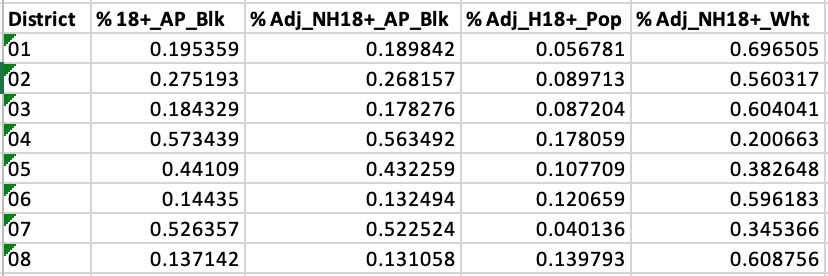 District % 18+_AP_Blk % Adj_NH18+_AP_Blk % Adj_H18+_Pop % Adj_NH18+_Wht
01 0.195359 0.189842 0.056781 0.696505
02 0.275193 0.268157 0.089713 0.560317
03 0.184329 0.178276 0.087204 0.604041
04 0.573439 0.563492 0.178059 0.200663
05 0.44109 0.432259 0.107709 0.382648
06 0.14435 0.132494 0.120659 0.596183
07 0.526357 0.522524 0.040136 0.345366
08 0.137142 0.131058 0.139793 0.608756